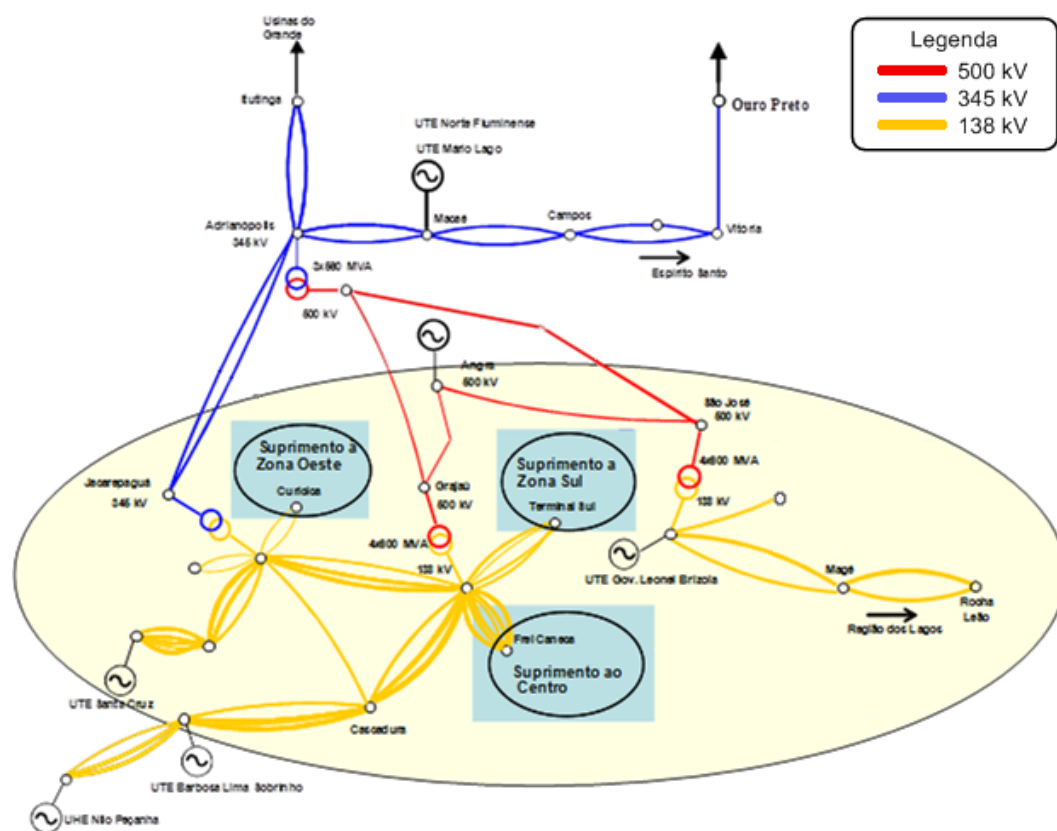 Usinas do
Grande
Itutinga
Legenda
500 kV
345 kV
138 kV
Ouro Preto
UTE Norte Fluminense
UTE Mario Lago
Adrianópolis
345 kV
Macaé
Campos
Vitoria
Espirito Santo
3x560 MVA
500 kV
Angra
500 kV
São José
500 kV
4x600 MVA
138 kV
Suprimento a
Zona Oeste
Curicica
Jacarepaguá
345 kV
Grajaú
500 kV
4x600 MVA
138 kV
Suprimento a
Zona Sul
Terminal Sul
UTE Gov. Leonel Brizola
Magé
Rocha
Leão
Região dos Lagos
Frei Caneca
Suprimento ao
Centro
UTE Santa Cruz
Cascadura
UTE Barbosa Lima Sobrinho
UHE Nilo Peçanha